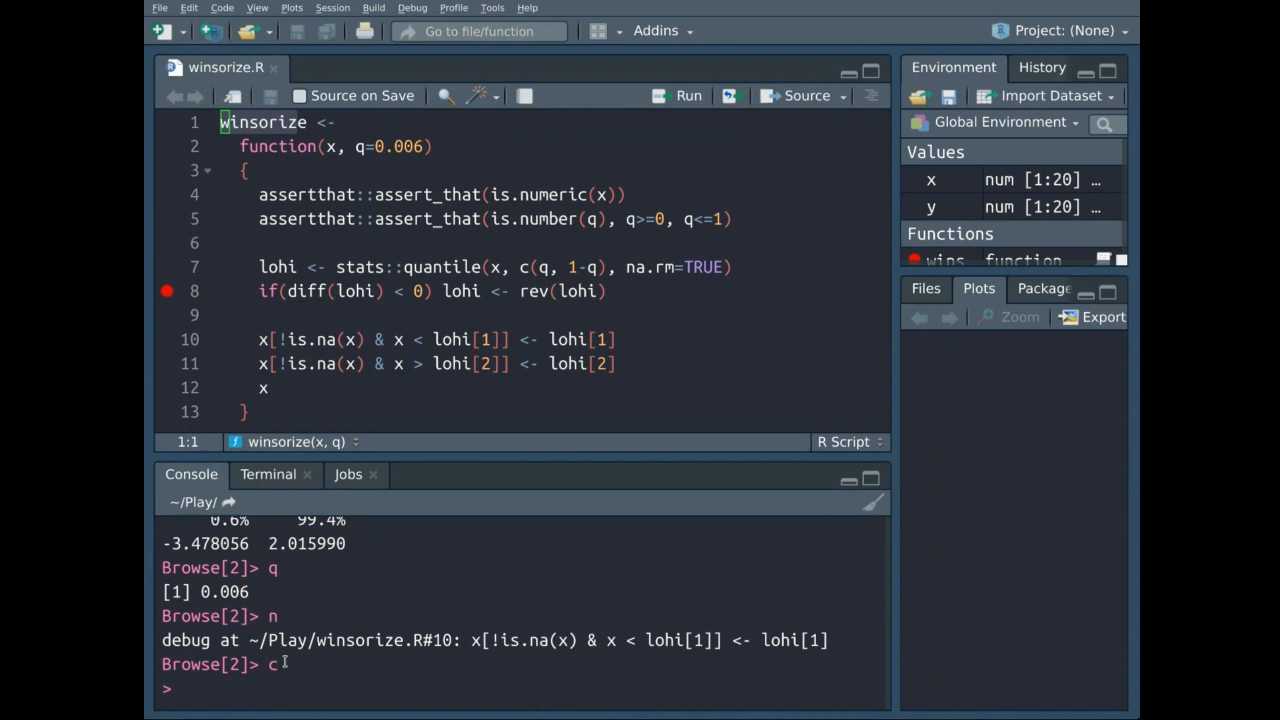 File Edit Code View Plots Session Build Debug Profile Tools Help
Go to file/function Addins Project: (None)
winsorize.R
Source on Save Run Source
1 winsorize <-
2 function(x, q=0.006)
3 {
4 assertthat::assert_that(is.numeric(x))
5 assertthat::assert_that(is.number(q), q>=0, q<=1)
6
7 lohi <- stats::quantile(x, c(q, 1-q), na.rm=TRUE)
8 if(diff(lohi) < 0) lohi <- rev(lohi)
9
10 x[!is.na(x) & x < lohi[1]] <- lohi[1]
11 x[!is.na(x) & x > lohi[2]] <- lohi[2]
12 x
13 }
1:1 winsorize(x, q) R Script
Console Terminal Jobs
~/Play/
0.6% 99.4%
-3.478056 2.015990
Browse[2]> q
[1] 0.006
Browse[2]> n
debug at ~/Play/winsorize.R#10: x[!is.na(x) & x < lohi[1]] <- lohi[1]
Browse[2]> c
>
Environment History
Import Dataset
Global Environment
Values
x num [1:20] …
y num [1:20] …
Functions
wins function
Files Plots Package
Zoom Export